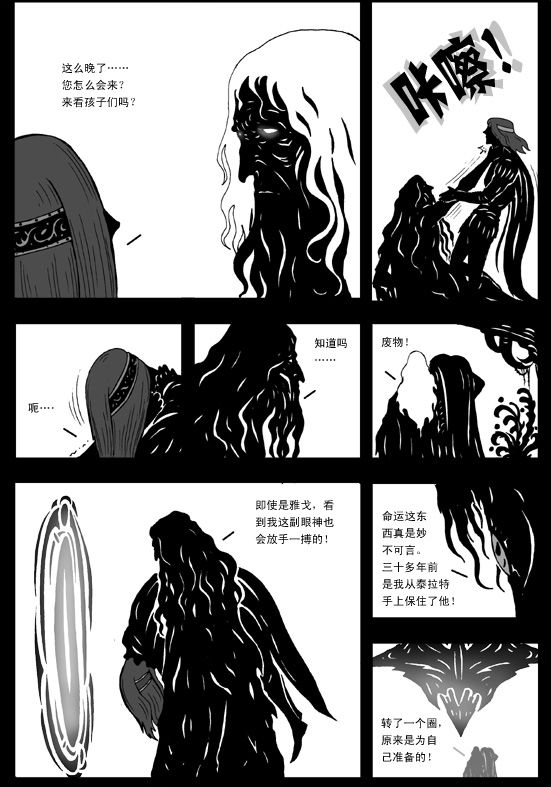 这么晚了……
您怎么会来？
来看孩子们吗？
咔嚓！
呃….
知道吗
……
废物！
即使是雅戈，看
到我这副眼神也
会放手一搏的！
命运这东
西真是妙
不可言。
三十多年前
是我从泰拉特
手上保住了他！
转了一个圈，
原来是为自
己准备的！